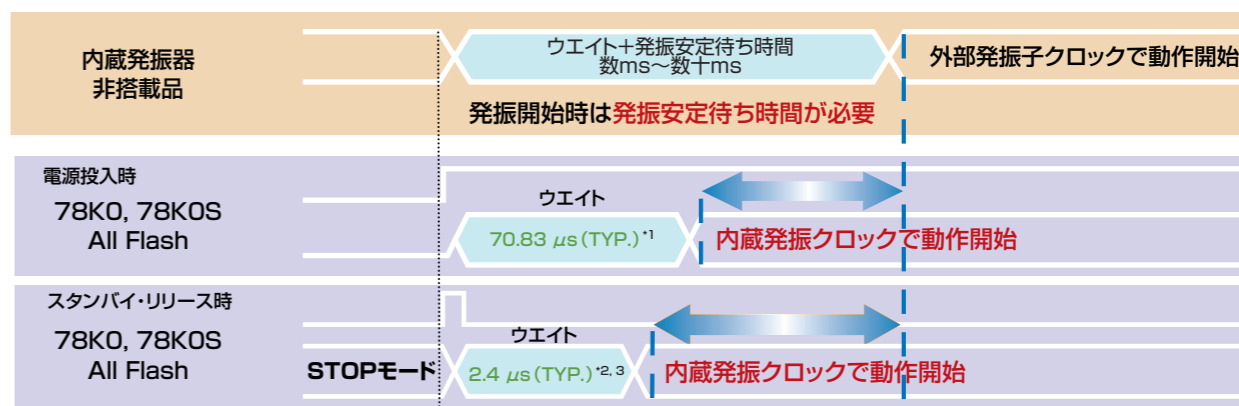 内蔵発振器
非搭載品
ウエイト+発振安定待ち時間
数ms～数十ms
外部発振子クロックで動作開始
発振開始時は発振安定待ち時間が必要
電源投入時
78K0, 78K0S
All Flash
ウエイト
70.83 μs(TYP.)*1
内蔵発振クロックで動作開始
スタンバイ・リリース時
78K0, 78K0S
All Flash
STOPモード
ウエイト
2.4 μs(TYP.)*2, 3
内蔵発振クロックで動作開始